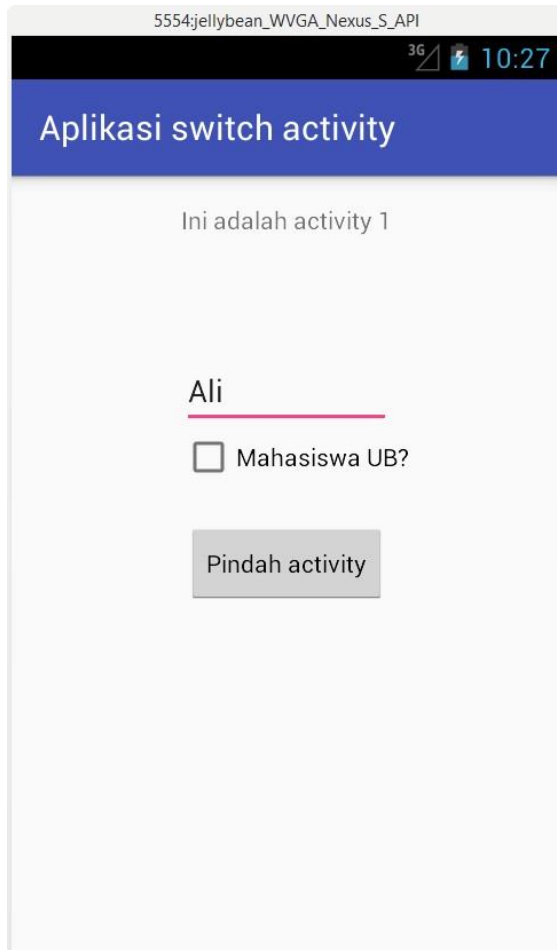 5554:jellybean_WVGA_Nexus_S_API
3G 10:27
Aplikasi switch activity
Ini adalah activity 1
Ali
Mahasiswa UB?
Pindah activity